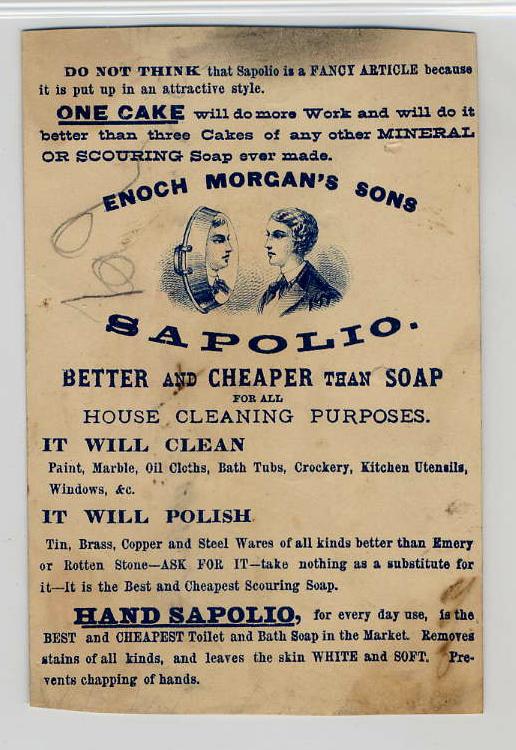 DO NOT THINK that Sapolio is a FANCY ARTICLE because
it is put up in an attractive style.
ONE CAKE will do more Work and will do it
better than three Cakes of any other MINERAL
OR SCOURING Soap ever made.
ENOCH MORGAN'S SONS
SAPOLIO.
BETTER AND CHEAPER THAN SOAP
FOR ALL
HOUSE CLEANING PURPOSES.
IT WILL CLEAN
Paint, Marble, Oil Cloths, Bath Tubs, Crockery, Kitchen Utensils,
Windows, &c.
IT WILL POLISH
Tin, Brass, Copper and Steel Wares of all kinds better than Emery
or Rotten Stone—ASK FOR IT—take nothing as a substitute for
it—It is the Best and Cheapest Scouring Soap.
HAND SAPOLIO, for every day use, is the
BEST and CHEAPEST Toilet and Bath Soap in the Market. Removes
stains of all kinds, and leaves the skin WHITE and SOFT. Pre-
vents chapping of hands.